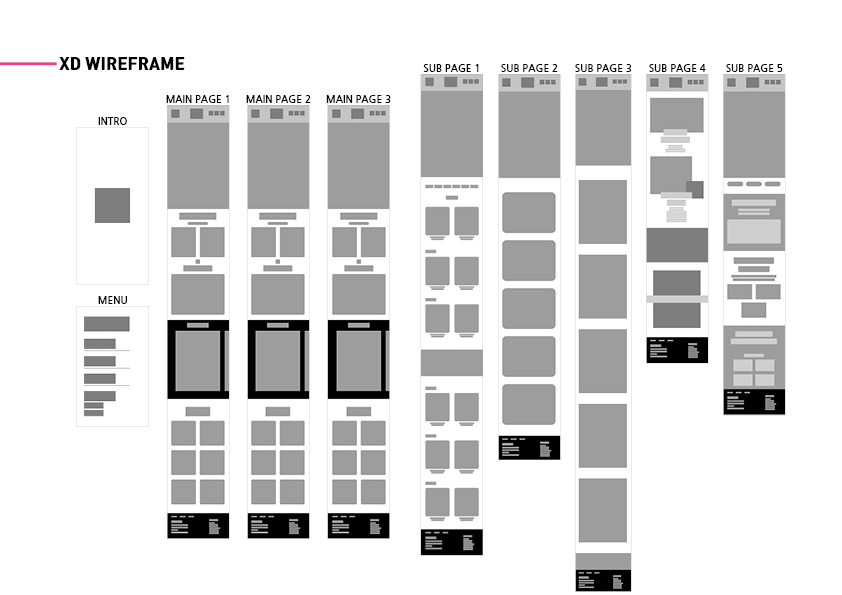 XD WIREFRAME
INTRO
MENU
MAIN PAGE 1
MAIN PAGE 2
MAIN PAGE 3
SUB PAGE 1
SUB PAGE 2
SUB PAGE 3
SUB PAGE 4
SUB PAGE 5